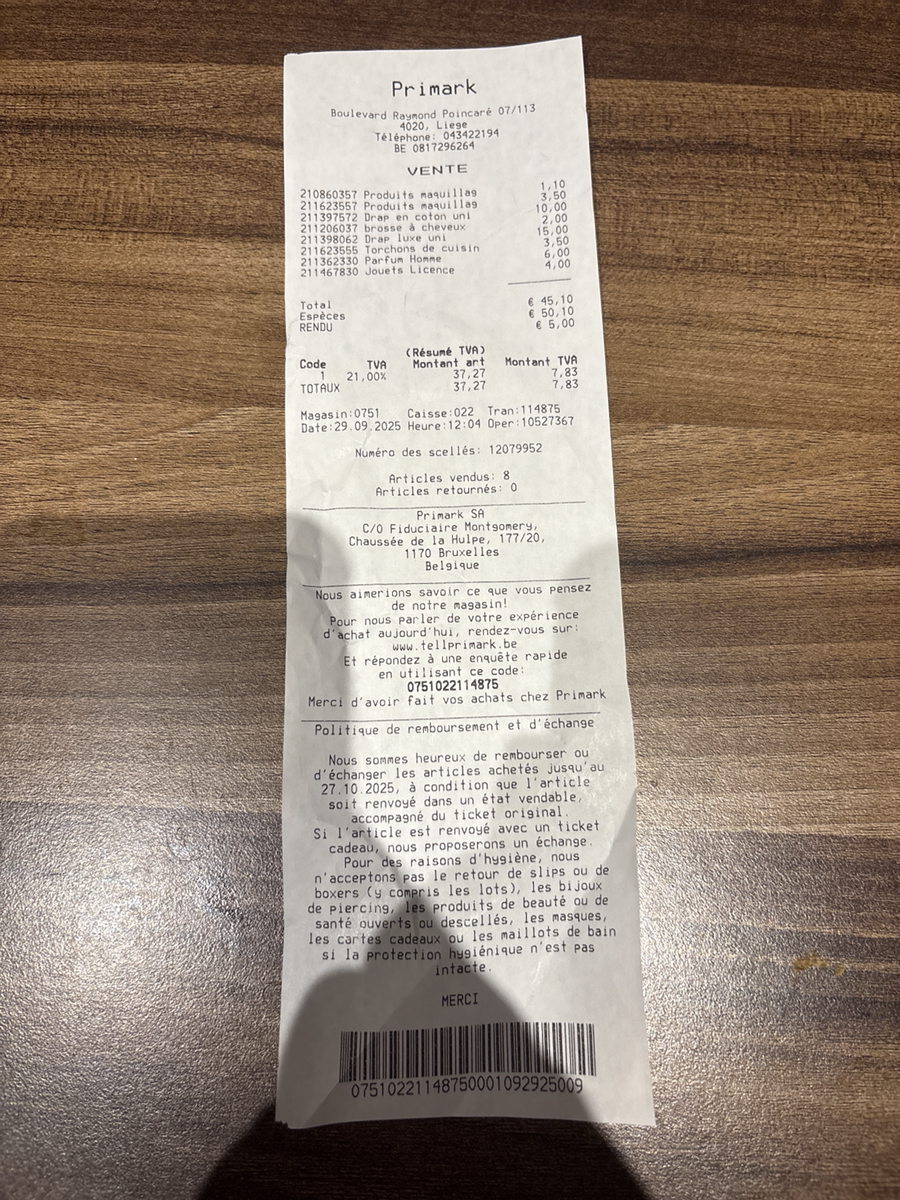 Primark
Boulevard Raymond Poincaré 07/113
4020, Liege
Téléphone: 043422194
BE 0817296264
VENTE
210860357 Produits maquillag 1,10
211623557 Produits maquillag 3,50
211397572 Drap en coton uni 10,00
211206037 brosse à cheveux 2,00
211398062 Drap luxe uni 15,00
211623555 Torchons de cuisin 3,50
211362330 Parfum Homme 6,00
211467830 Jouets Licence 4,00
Total € 45,10
Espèces € 50,10
RENDU € 5,00
(Résumé TVA)
Code TVA Montant art Montant TVA
1 21,00% 37,27 7,83
TOTAUX 37,27 7,83
Magasin:0751 Caisse:022 Tran:114875
Date:29.09.2025 Heure:12:04 Oper:10527367
Numéro des scellés: 12079952
Articles vendus: 8
Articles retournés: 0
Primark SA
C/O Fiduciaire Montgomery,
Chaussée de la Hulpe, 177/20,
1170 Bruxelles
Belgique
Nous aimerions savoir ce que vous pensez
de notre magasin!
Pour nous parler de votre expérience
d'achat aujourd'hui, rendez-vous sur:
www.tellprimark.be
Et répondez à une enquête rapide
en utilisant ce code:
0751022114875
Merci d'avoir fait vos achats chez Primark
Politique de remboursement et d'échange
Nous sommes heureux de rembourser ou
d'échanger les articles achetés jusqu'au
27.10.2025, à condition que l'article
soit renvoyé dans un état vendable,
accompagné du ticket original.
Si l'article est renvoyé avec un ticket
cadeau, nous proposerons un échange.
Pour des raisons d'hygiène, nous
n'acceptons pas le retour de slips ou de
boxers (y compris les lots), les bijoux
de piercing, les produits de beauté ou de
santé ouverts ou descellés, les masques,
les cartes cadeaux ou les maillots de bain
si la protection hygiénique n'est pas
intacte.
MERCI
07510221148750001092925009